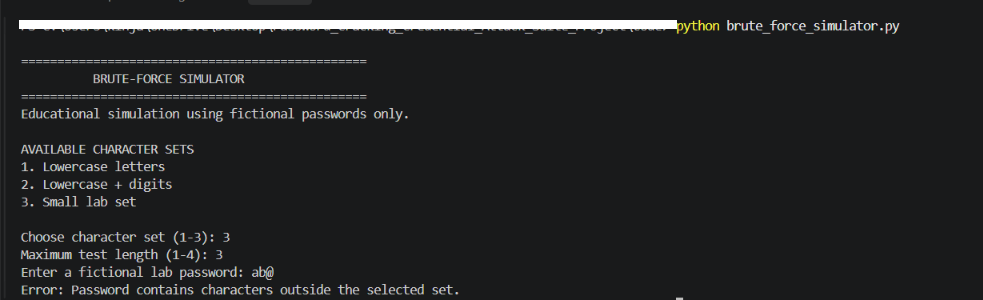 python brute_force_simulator.py
===============================================
BRUTE-FORCE SIMULATOR
===============================================
Educational simulation using fictional passwords only.
AVAILABLE CHARACTER SETS
1. Lowercase letters
2. Lowercase + digits
3. Small lab set
Choose character set (1-3): 3
Maximum test length (1-4): 3
Enter a fictional lab password: ab@
Error: Password contains characters outside the selected set.